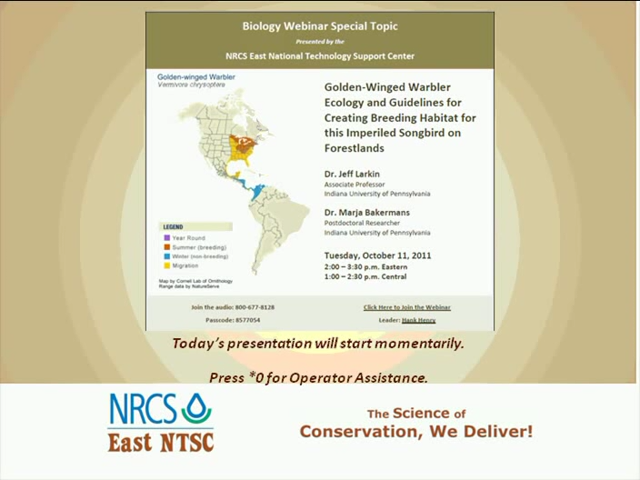 Biology Webinar Special Topic
Presented by the
NRCS East National Technology Support Center
Golden-winged Warbler
Vermivora chrysoptera
Golden-Winged Warbler
Ecology and Guidelines for
Creating Breeding Habitat for
this Imperiled Songbird on
Forestlands
Dr. Jeff Larkin
Associate Professor
Indiana University of Pennsylvania
Dr. Marja Bakermans
Postdoctoral Researcher
Indiana University of Pennsylvania
Tuesday, October 11, 2011
2:00 – 3:30 p.m. Eastern
1:00 – 2:30 p.m. Central
LEGEND
Year Round
Summer (breeding)
Winter (non-breeding)
Migration
Map by Cornell Lab of Ornithology
Range data by NatureServe
Join the audio: 800-677-8128
Passcode: 8577054
Click Here to Join the Webinar
Leader: Hank Henry
Today's presentation will start momentarily.
Press *0 for Operator Assistance.
NRCS
East NTSC
The Science of
Conservation, We Deliver!